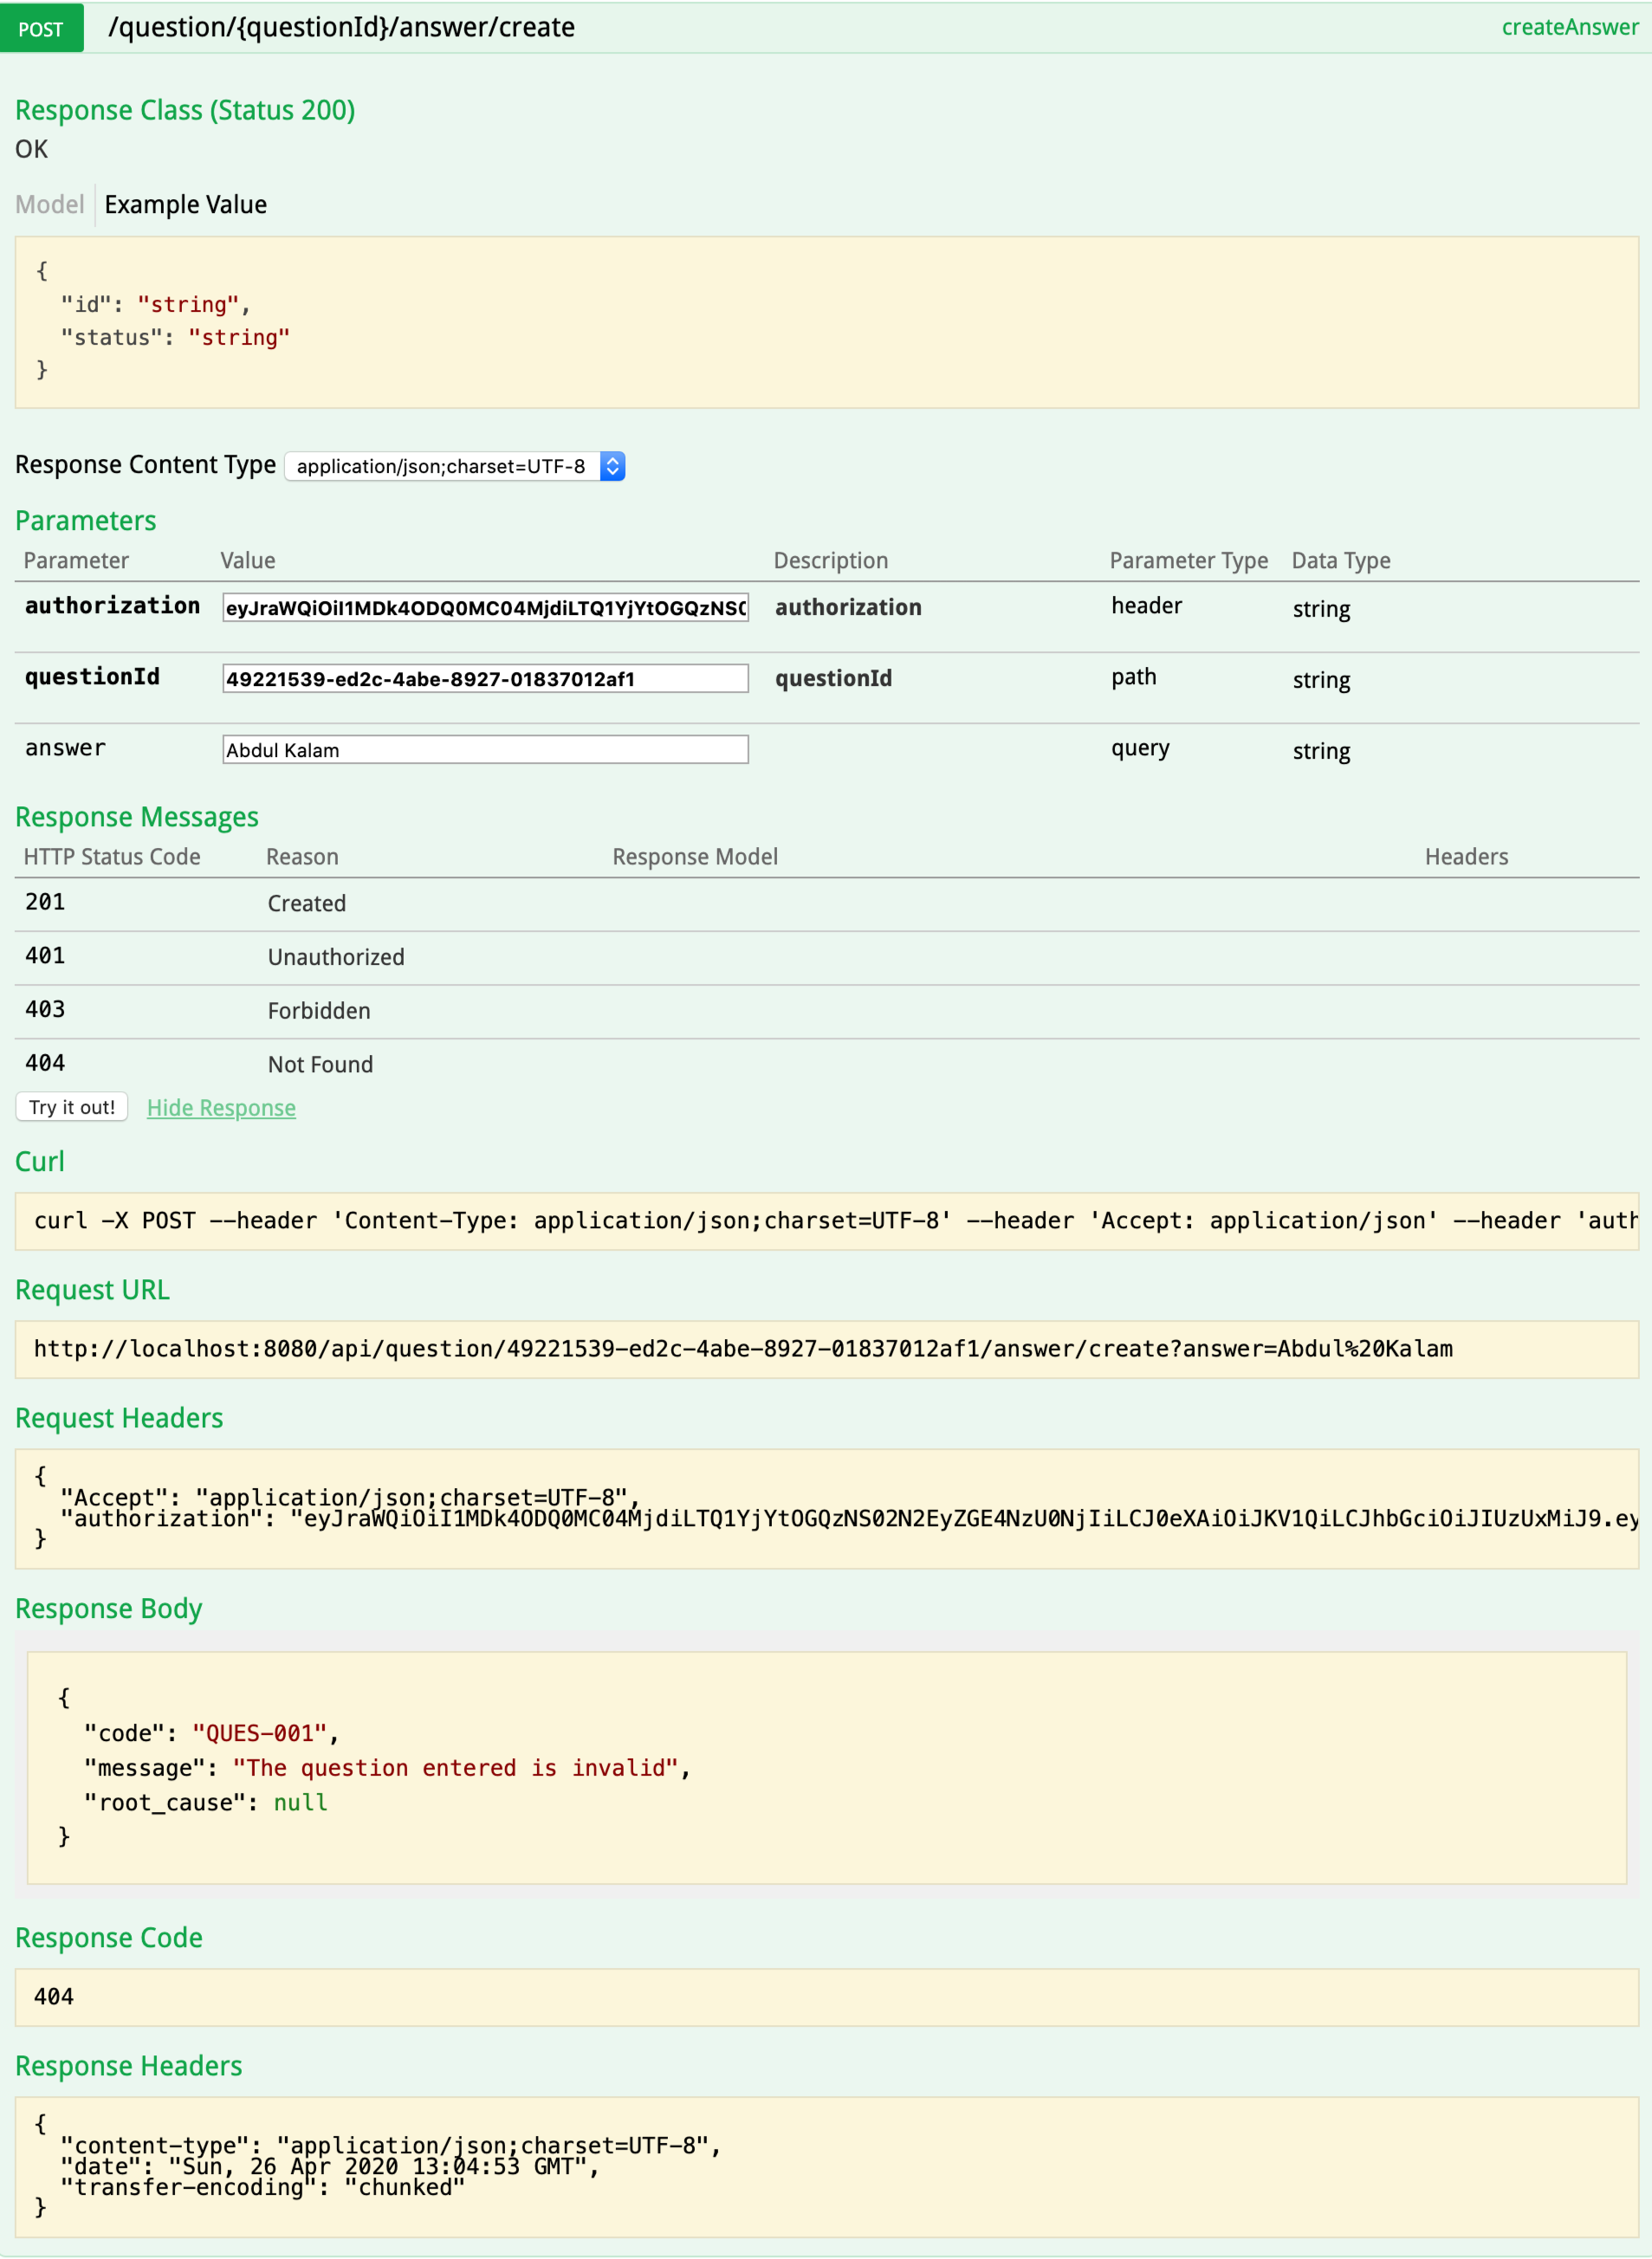 POST /question/{questionId}/answer/create createAnswer
Response Class (Status 200)
OK
Model Example Value
{
"id": "string",
"status": "string"
}
Response Content Type application/json;charset=UTF-8
Parameters
Parameter Value Description Parameter Type Data Type
authorization eyJraWQiOiI1MDk4ODQ0MC04MjdiLTQ1YjYtOGQzNS0 authorization header string
questionId 49221539-ed2c-4abe-8927-01837012af1 questionId path string
answer Abdul Kalam query string
Response Messages
HTTP Status Code Reason Response Model Headers
201 Created
401 Unauthorized
403 Forbidden
404 Not Found
Try it out! Hide Response
Curl
curl -X POST --header 'Content-Type: application/json;charset=UTF-8' --header 'Accept: application/json' --header 'auth
Request URL
http://localhost:8080/api/question/49221539-ed2c-4abe-8927-01837012af1/answer/create?answer=Abdul%20Kalam
Request Headers
{
"Accept": "application/json;charset=UTF-8",
"authorization": "eyJraWQiOiI1MDk4ODQ0MC04MjdiLTQ1YjYtOGQzNS02N2EyZGE4NzU0NjIiLCJ0eXAiOiJKV1QiLCJhbGciOiJIUzUxMiJ9.ey
}
Response Body
{
"code": "QUES-001",
"message": "The question entered is invalid",
"root_cause": null
}
Response Code
404
Response Headers
{
"content-type": "application/json;charset=UTF-8",
"date": "Sun, 26 Apr 2020 13:04:53 GMT",
"transfer-encoding": "chunked"
}